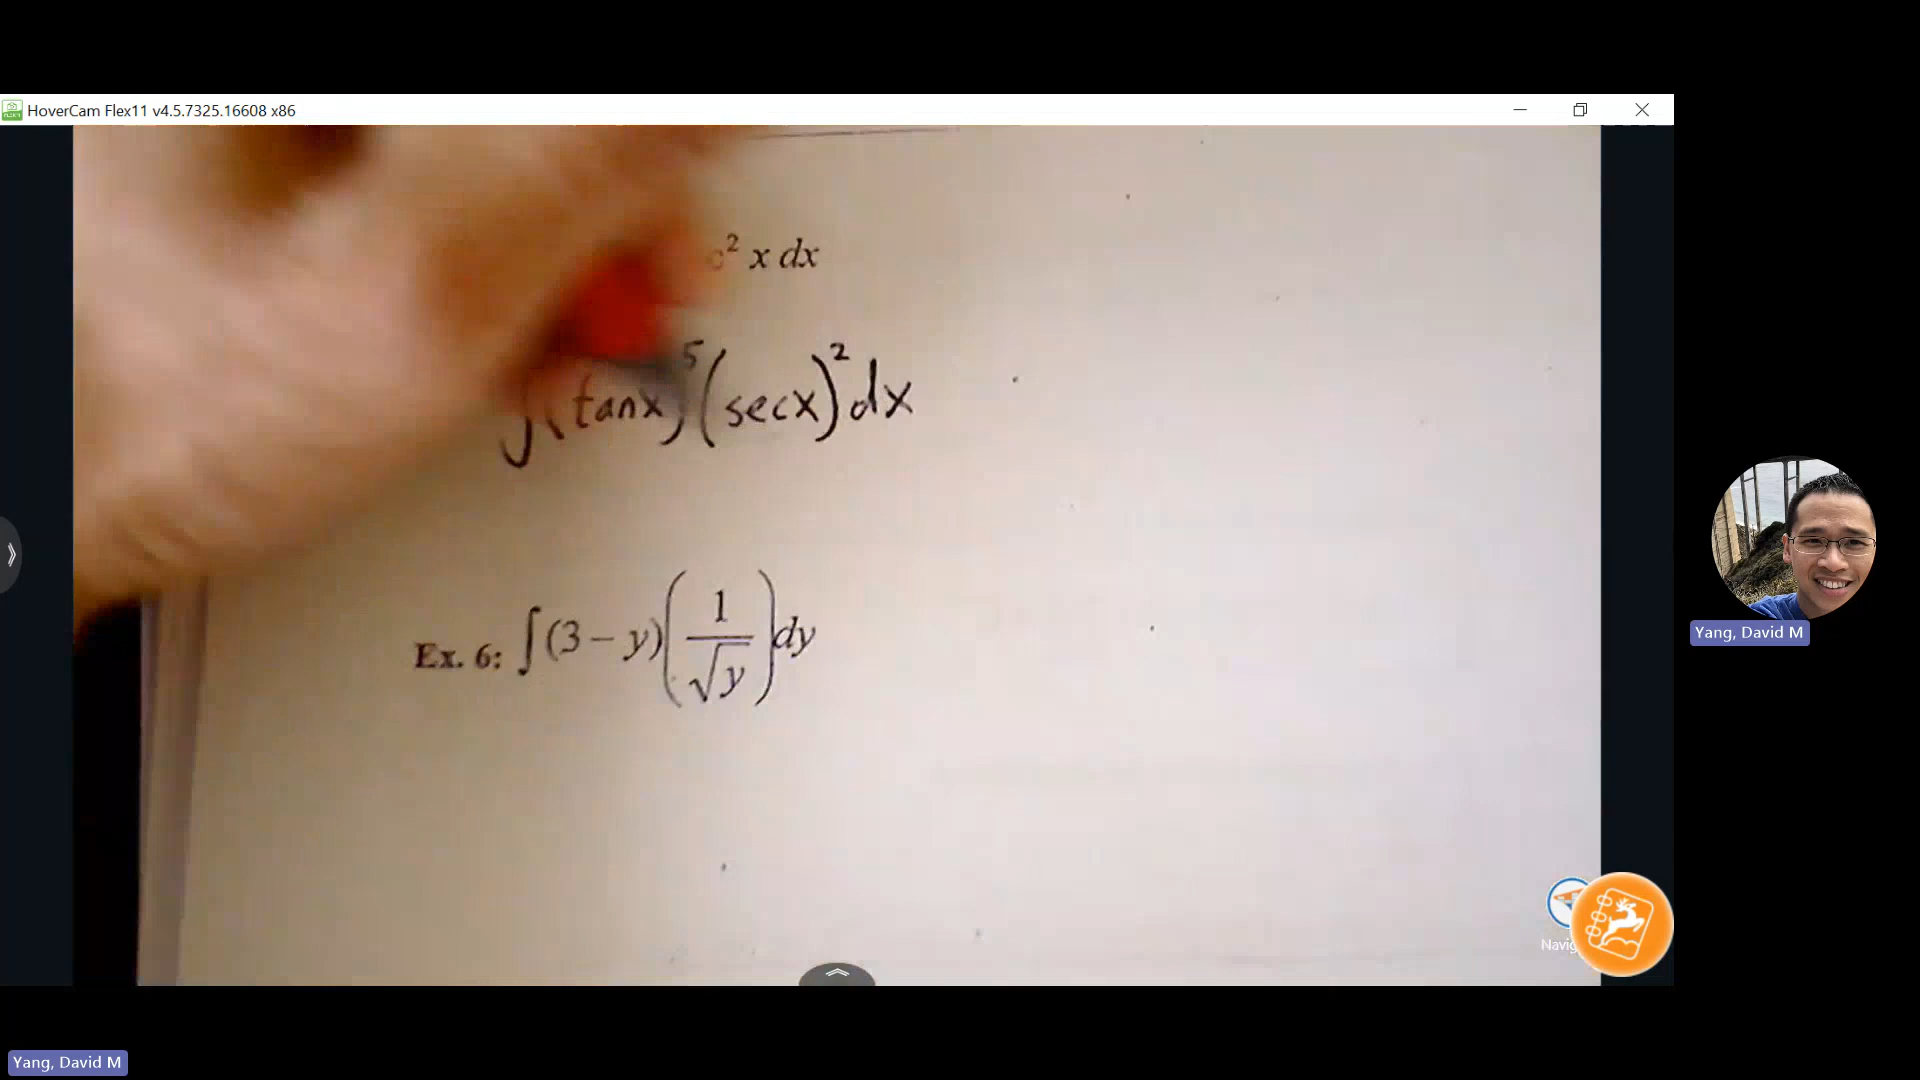 HoverCam Flex11 v4.5.7325.16608 x86
² x dx
∫(tanx)⁵(secx)²dx
Ex. 6: ∫(3 − y)(1/√y)dy
Yang, David M
Yang, David M